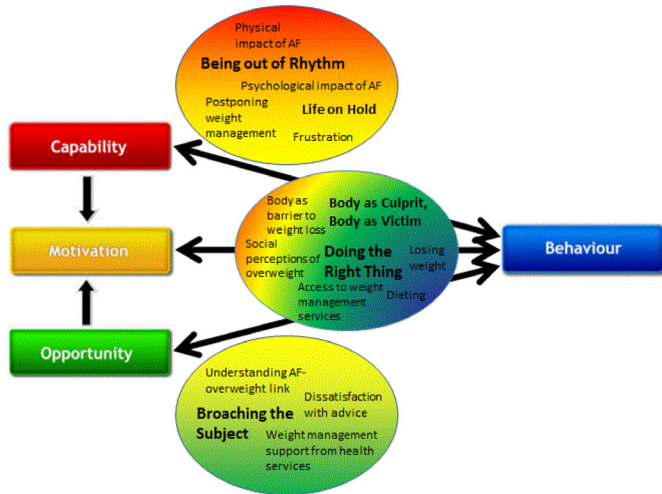 Physical
impact of AF
Being out of Rhythm
Psychological impact of AF
Postponing
weight
management
Life on Hold
Frustration
Capability
Motivation
Opportunity
Body as
barrier to
weight loss
Body as Culprit,
Body as Victim
Social
perceptions of
overweight
Doing the
Right Thing
Losing
weight
Access to weight
management
services
Dieting
Behaviour
Understanding AF-
overweight link
Dissatisfaction
with advice
Broaching the
Subject
Weight management
support from health
services